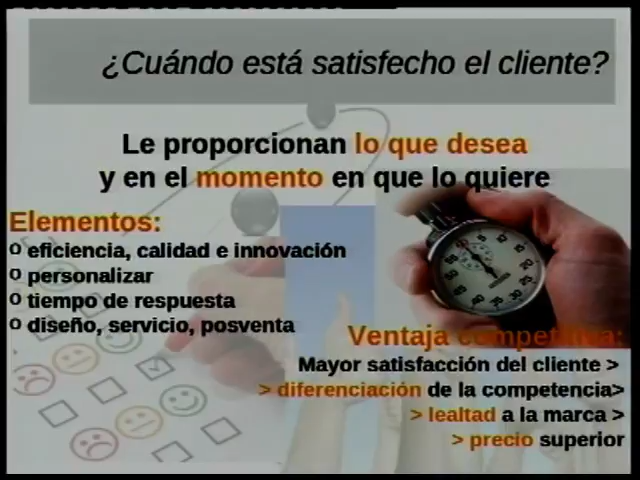 ¿Cuándo está satisfecho el cliente?
Le proporcionan lo que desea
y en el momento en que lo quiere
Elementos:
o eficiencia, calidad e innovación
o personalizar
o tiempo de respuesta
o diseño, servicio, posventa
Ventaja competitiva:
Mayor satisfacción del cliente >
> diferenciación de la competencia>
> lealtad a la marca >
> precio superior